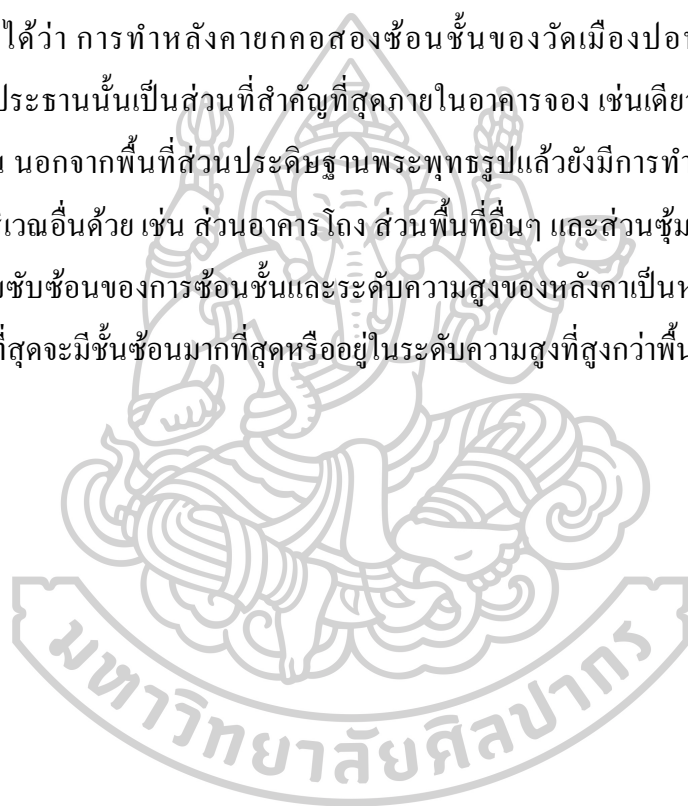 ได้ว่า การทำหลังคายกคอสองซ้อนชั้นของวัดเมืองปอน
ประธานนั้นเป็นส่วนที่สำคัญที่สุดภายในอาคารจอง เช่นเดีย
นอกจากพื้นที่ส่วนประดิษฐานพระพุทธรูปแล้วยังมีการทำ
เวณอื่นด้วย เช่น ส่วนอาคารโถง ส่วนพื้นที่อื่นๆ และส่วนซุ้ม
ซับซ้อนของการซ้อนชั้นและระดับความสูงของหลังคาเป็น
ที่สุดจะมีชั้นซ้อนมากที่สุดหรืออยู่ในระดับความสูงที่สูงกว่าพื้น
มหาวิทยาลัยศิลปากร